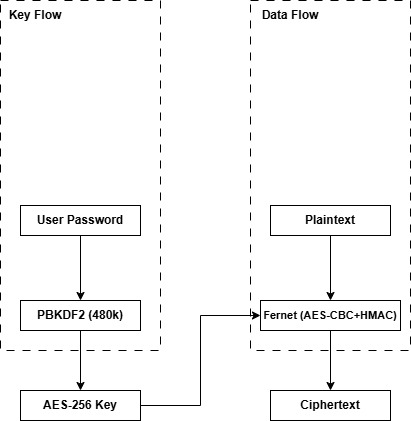 Key Flow
Data Flow
User Password
Plaintext
PBKDF2 (480k)
Fernet (AES-CBC+HMAC)
AES-256 Key
Ciphertext